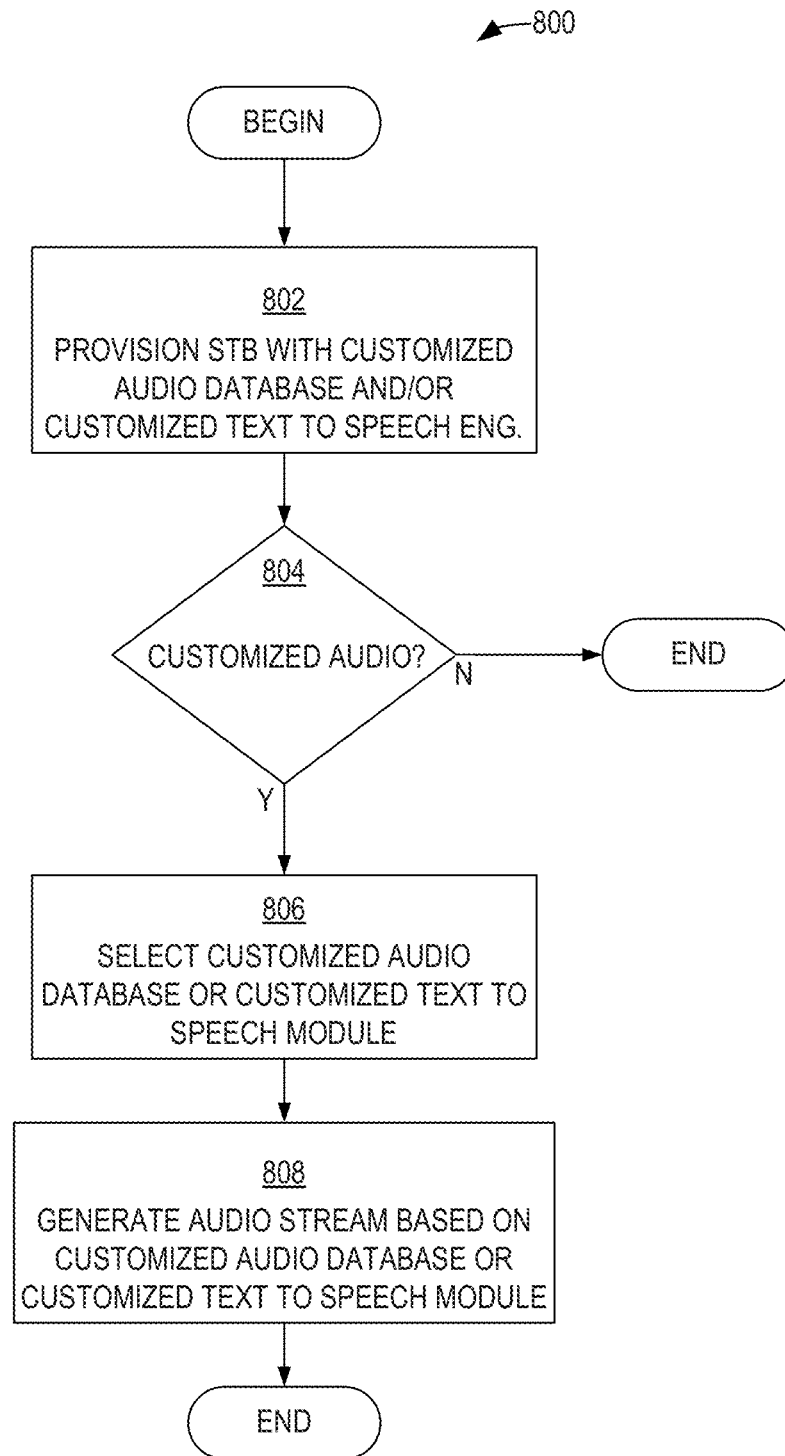 800
BEGIN
802
PROVISION STB WITH CUSTOMIZED
AUDIO DATABASE AND/OR
CUSTOMIZED TEXT TO SPEECH ENG.
804
CUSTOMIZED AUDIO?
N
END
Y
806
SELECT CUSTOMIZED AUDIO
DATABASE OR CUSTOMIZED TEXT TO
SPEECH MODULE
808
GENERATE AUDIO STREAM BASED ON
CUSTOMIZED AUDIO DATABASE OR
CUSTOMIZED TEXT TO SPEECH MODULE
END